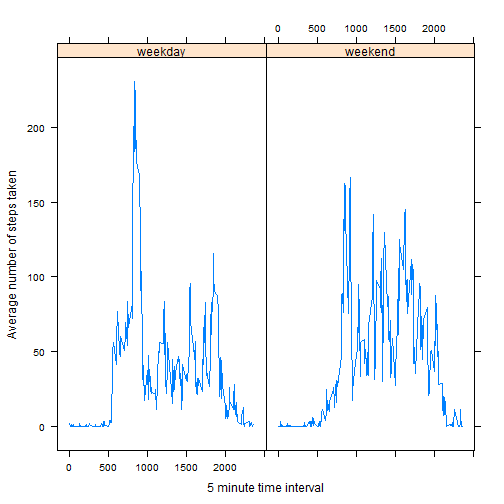 0 500 1000 1500 2000
weekday weekend
200
150
100
50
0
Average number of steps taken
0 500 1000 1500 2000
5 minute time interval